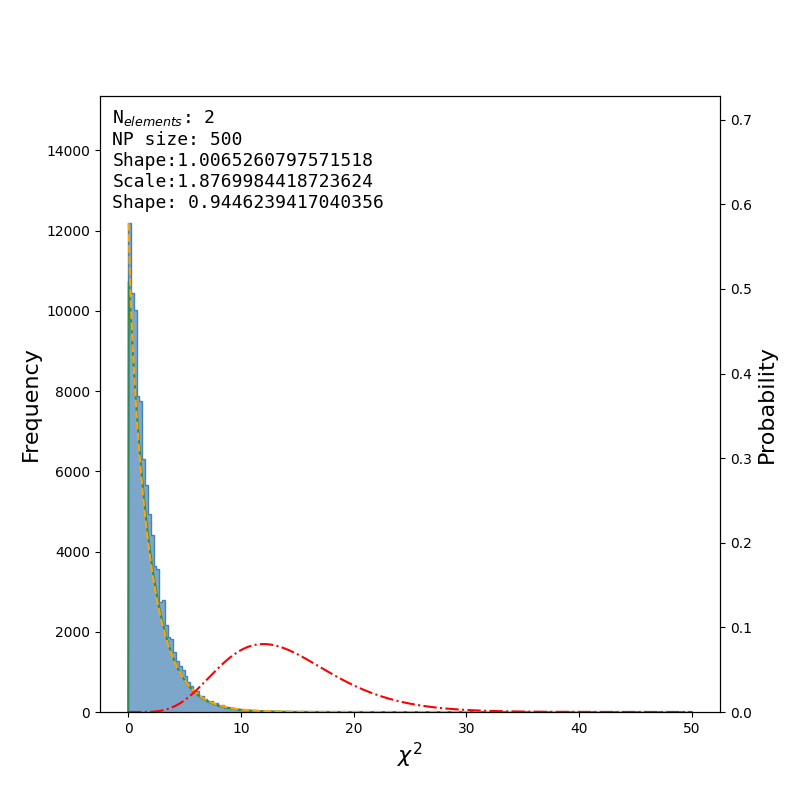 N_elements: 2
NP size: 500
Shape:1.0065260797571518
Scale:1.8769984418723624
Shape: 0.9446239417040356
14000
12000
10000
8000
6000
4000
2000
0
Frequency
0.7
0.6
0.5
0.4
0.3
0.2
0.1
0.0
Probability
0 10 20 30 40 50
χ²